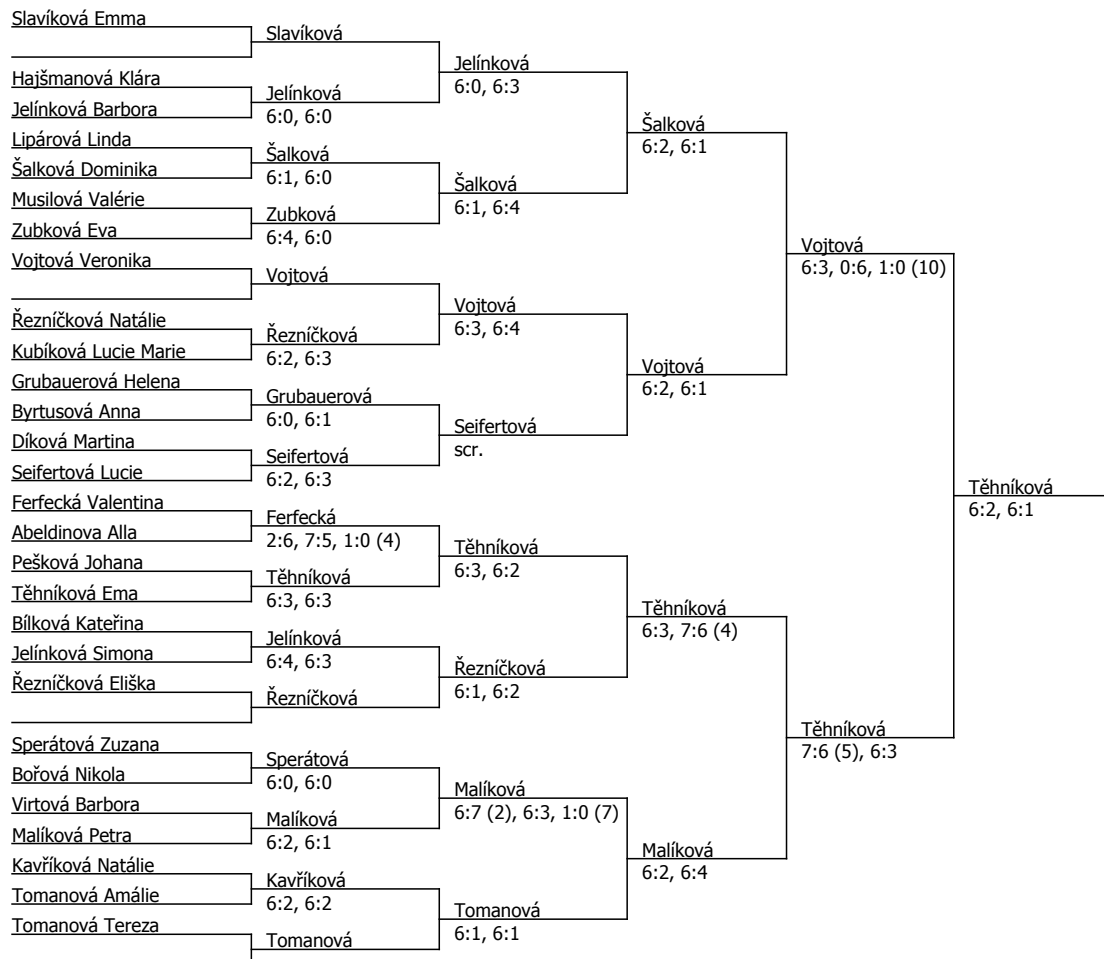 Slavíková Emma
Hajšmanová Klára
Jelínková Barbora
Lipárová Linda
Šalková Dominika
Musilová Valérie
Zubková Eva
Vojtová Veronika
Řezníčková Natálie
Kubíková Lucie Marie
Grubauerová Helena
Byrtusová Anna
Díková Martina
Seifertová Lucie
Ferfecká Valentina
Abeldinova Alla
Pešková Johana
Těhníková Ema
Bílková Kateřina
Jelínková Simona
Řezníčková Eliška
Sperátová Zuzana
Bořová Nikola
Virtová Barbora
Malíková Petra
Kavříková Natálie
Tomanová Amálie
Tomanová Tereza
Slavíková
Jelínková
6:0, 6:0
Šalková
6:1, 6:0
Zubková
6:4, 6:0
Vojtová
Řezníčková
6:2, 6:3
Grubauerová
6:0, 6:1
Seifertová
6:2, 6:3
Ferfecká
2:6, 7:5, 1:0 (4)
Těhníková
6:3, 6:3
Jelínková
6:4, 6:3
Řezníčková
Sperátová
6:0, 6:0
Malíková
6:2, 6:1
Kavříková
6:2, 6:2
Tomanová
Jelínková
6:0, 6:3
Šalková
6:1, 6:4
Vojtová
6:3, 6:4
Seifertová
scr.
Těhníková
6:3, 6:2
Řezníčková
6:1, 6:2
Malíková
6:7 (2), 6:3, 1:0 (7)
Tomanová
6:1, 6:1
Šalková
6:2, 6:1
Vojtová
6:2, 6:1
Těhníková
6:3, 7:6 (4)
Malíková
6:2, 6:4
Vojtová
6:3, 0:6, 1:0 (10)
Těhníková
7:6 (5), 6:3
Těhníková
6:2, 6:1